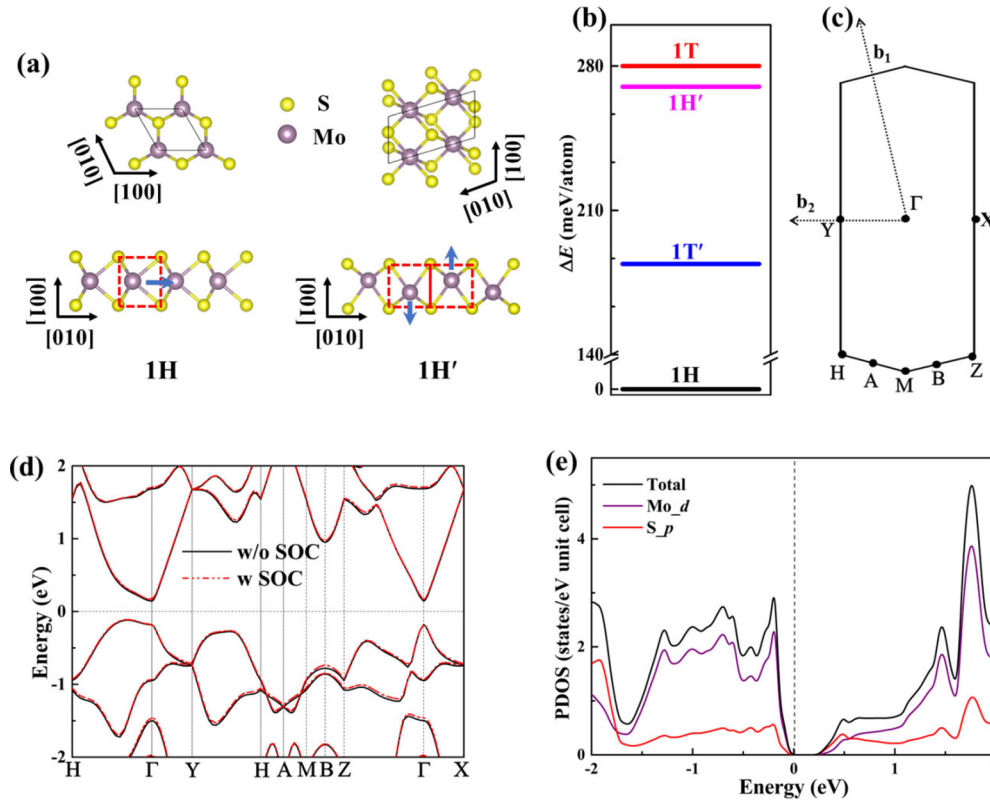 (a)
S
Mo
[010]
[100]
[100]
[010]
[100]
[010]
[100]
[010]
1H
1H′
(b)
280
210
140
0
ΔE (meV/atom)
1T
1H′
1T′
1H
(c)
b₁
b₂
Γ
Y
X
H
A
M
B
Z
(d)
2
1
0
-1
-2
Energy (eV)
w/o SOC
w SOC
H Γ Y H A M B Z Γ X
(e)
Total
Mo_d
S_p
4
2
0
PDOS (states/eV unit cell)
-2 -1 0 1
Energy (eV)